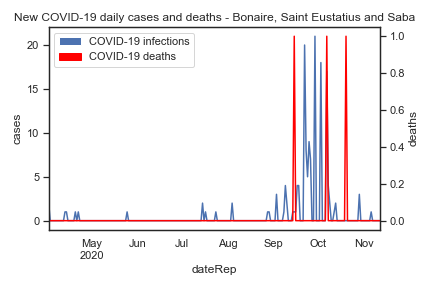 New COVID-19 daily cases and deaths - Bonaire, Saint Eustatius and Saba
COVID-19 infections
COVID-19 deaths
20
15
10
5
0
cases
1.0
0.8
0.6
0.4
0.2
0.0
deaths
May Jun Jul Aug Sep Oct Nov
2020
dateRep